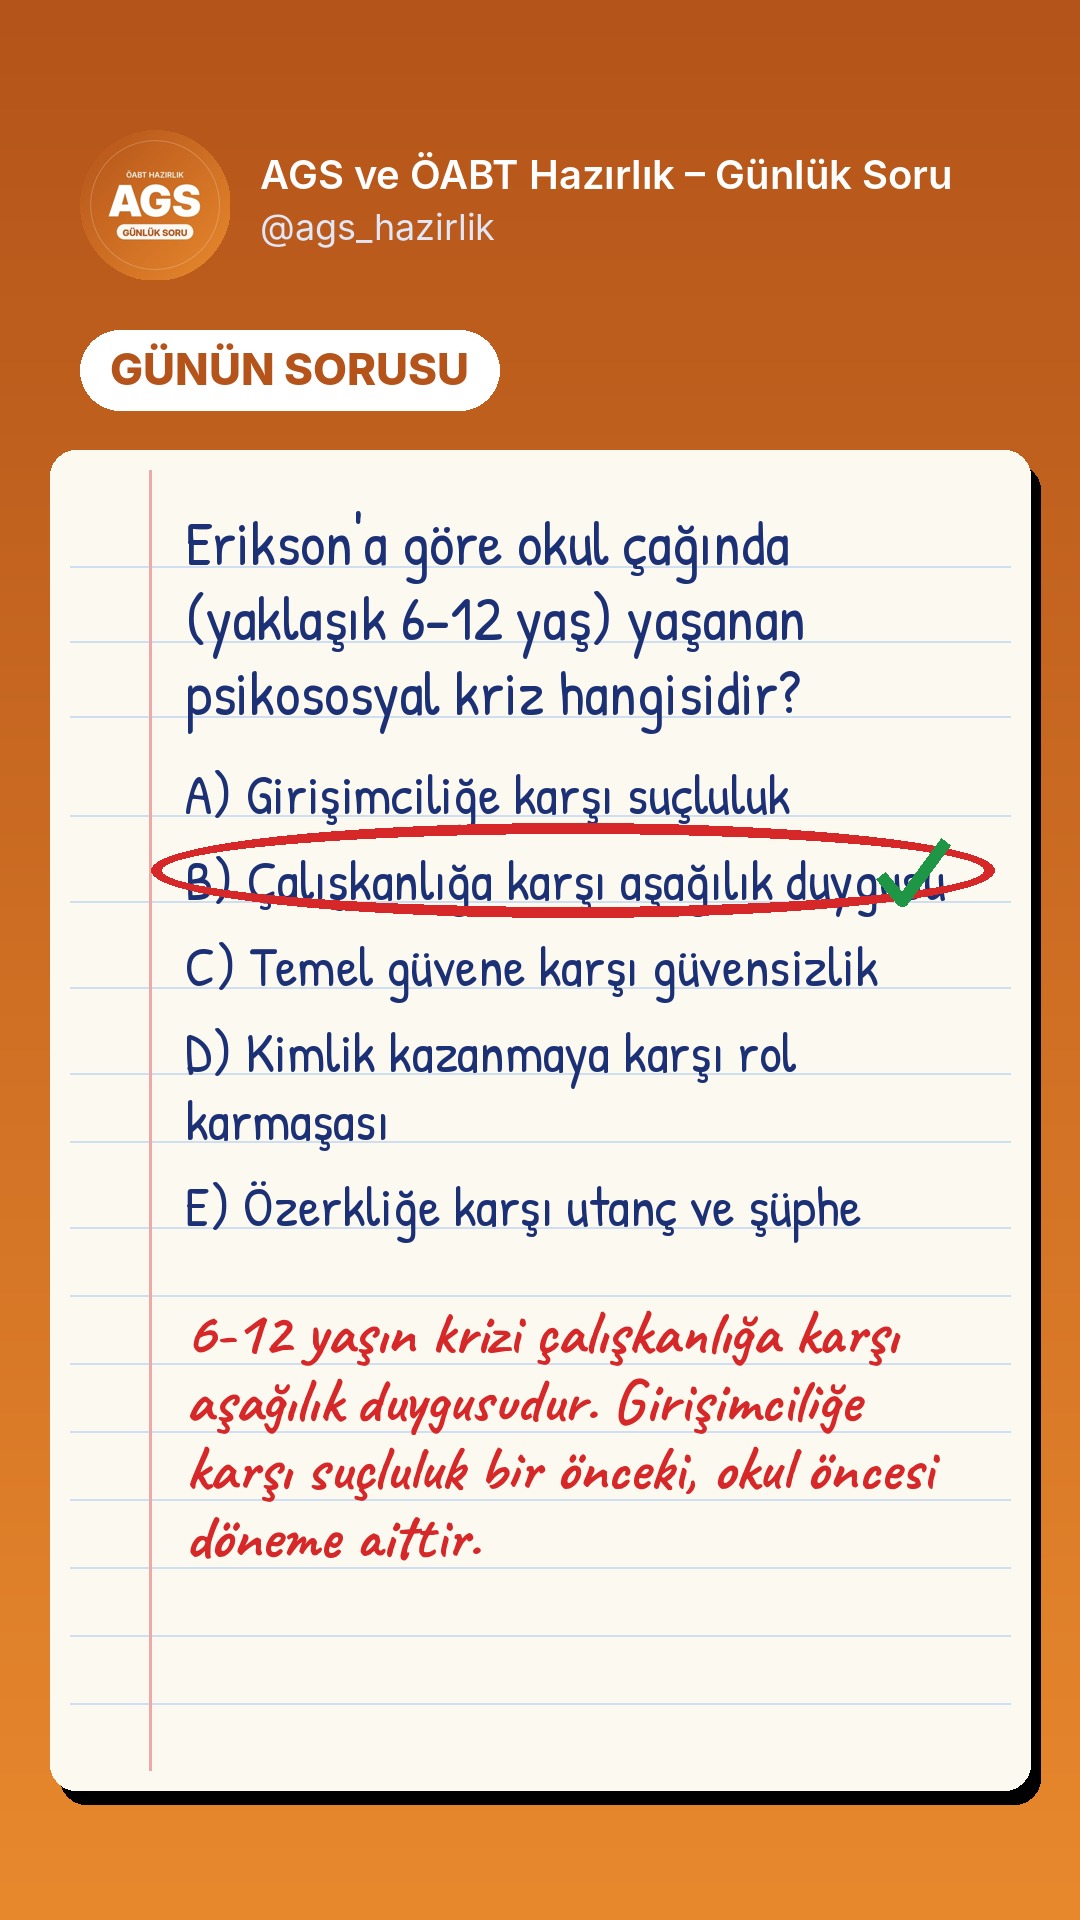 ÖABT HAZIRLIK
AGS
GÜNLÜK SORU
AGS ve ÖABT Hazırlık – Günlük Soru
@ags_hazirlik
GÜNÜN SORUSU
Erikson'a göre okul çağında
(yaklaşık 6-12 yaş) yaşanan
psikososyal kriz hangisidir?
A) Girişimciliğe karşı suçluluk
B) Çalışkanlığa karşı aşağılık duygusu
C) Temel güvene karşı güvensizlik
D) Kimlik kazanmaya karşı rol
karmaşası
E) Özerkliğe karşı utanç ve şüphe
6-12 yaşın krizi çalışkanlığa karşı
aşağılık duygusudur. Girişimciliğe
karşı suçluluk bir önceki, okul öncesi
döneme aittir.